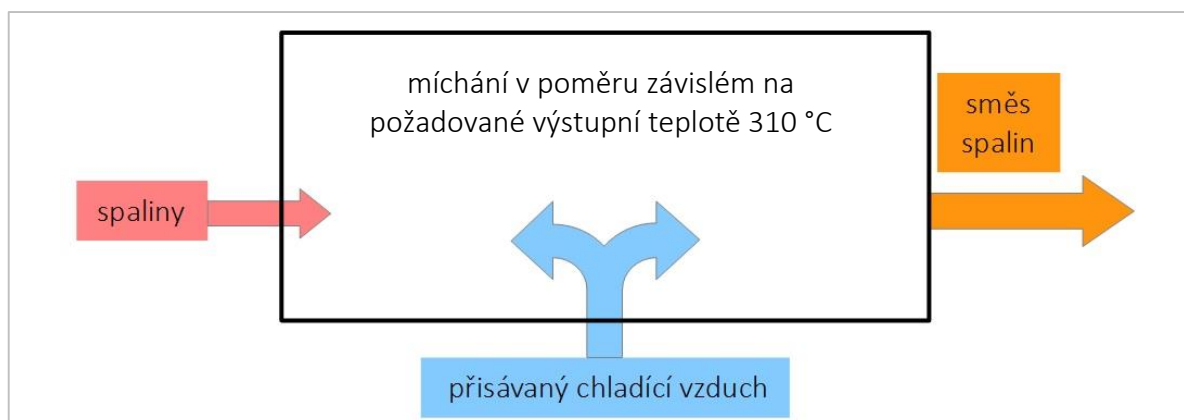 míchání v poměru závislém na
požadované výstupní teplotě 310 °C
směs
spalin
spaliny
přisávaný chladící vzduch